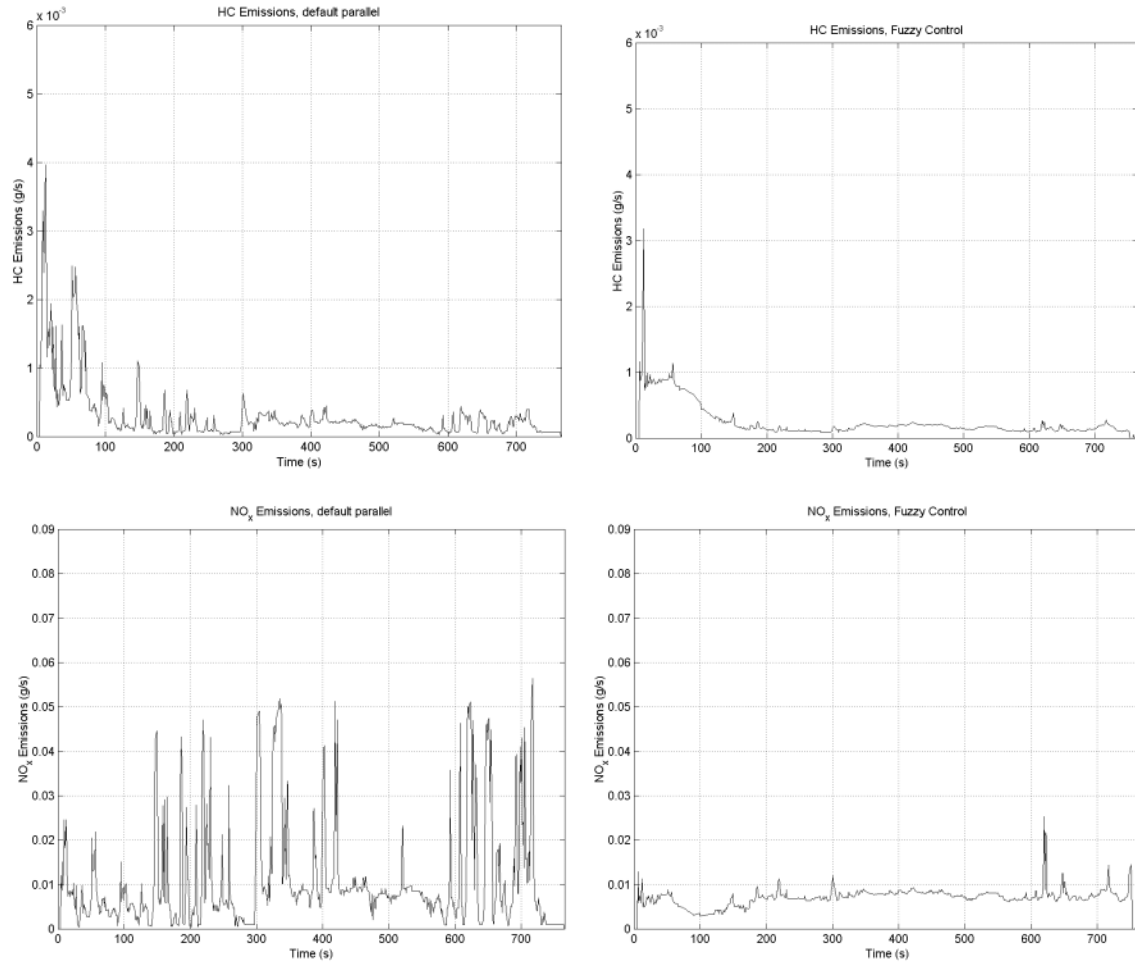 HC Emissions, default parallel
x 10⁻³
6
5
4
3
2
1
0
HC Emissions (g/s)
0 100 200 300 400 500 600 700
Time (s)
HC Emissions, Fuzzy Control
x 10⁻³
6
5
4
3
2
1
0
HC Emissions (g/s)
0 100 200 300 400 500 600 700
Time (s)
NOₓ Emissions, default parallel
0.09
0.08
0.07
0.06
0.05
0.04
0.03
0.02
0.01
0
NOₓ Emissions (g/s)
0 100 200 300 400 500 600 700
Time (s)
NOₓ Emissions, Fuzzy Control
0.09
0.08
0.07
0.06
0.05
0.04
0.03
0.02
0.01
0
NOₓ Emissions (g/s)
0 100 200 300 400 500 600 700
Time (s)